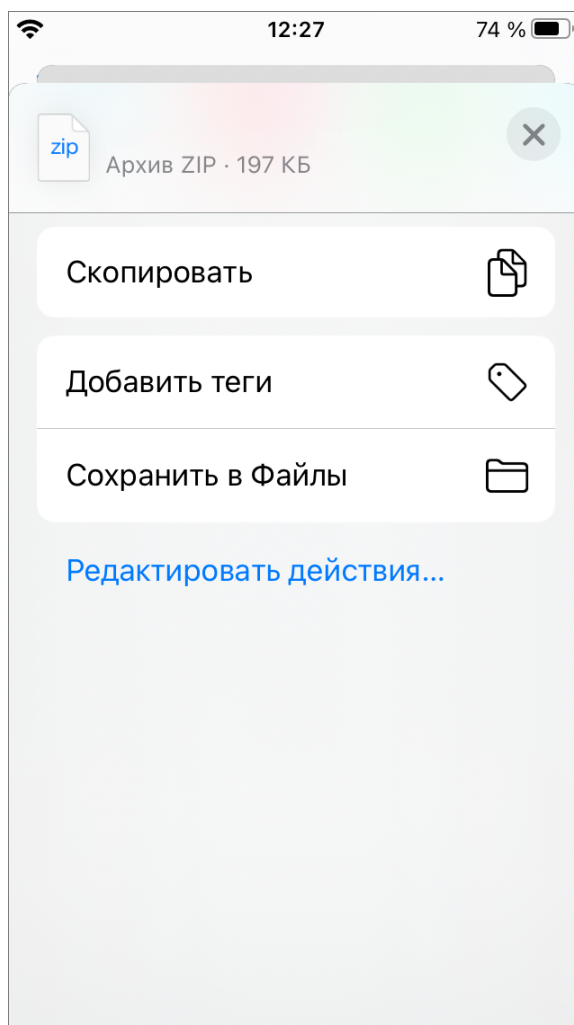 12:27
74 %
zip
Архив ZIP · 197 КБ
Скопировать
Добавить теги
Сохранить в Файлы
Редактировать действия...